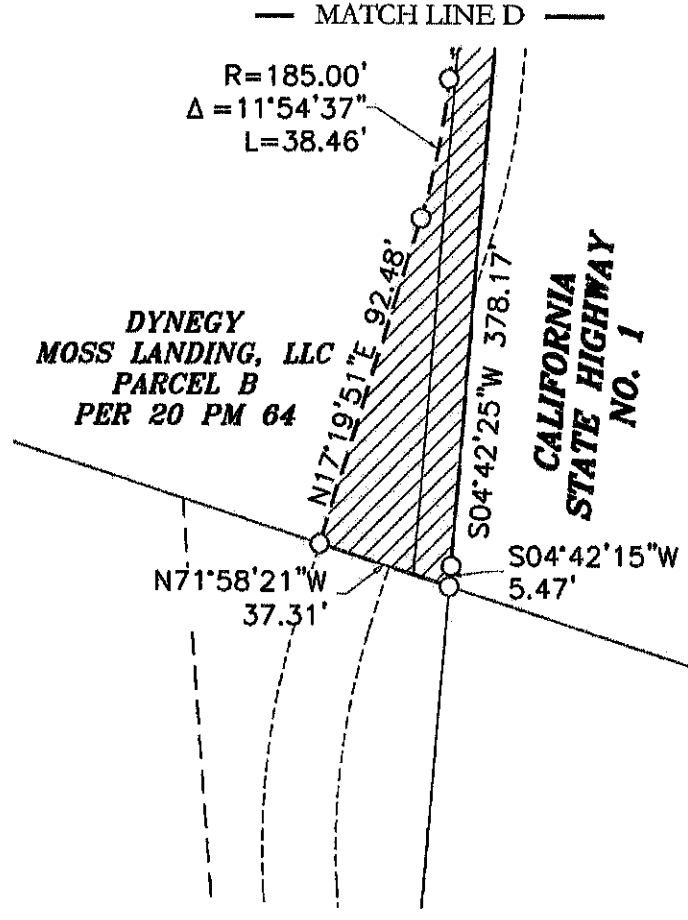 MATCH LINE D
R=185.00'
Δ=11°54'37"
L=38.46'
N17°19'51"E 92.48'
S04°42'25"W 378.17'
CALIFORNIA
STATE HIGHWAY
NO. 1
DYNEGY
MOSS LANDING, LLC
PARCEL B
PER 20 PM 64
N71°58'21"W
37.31'
S04°42'15"W
5.47'